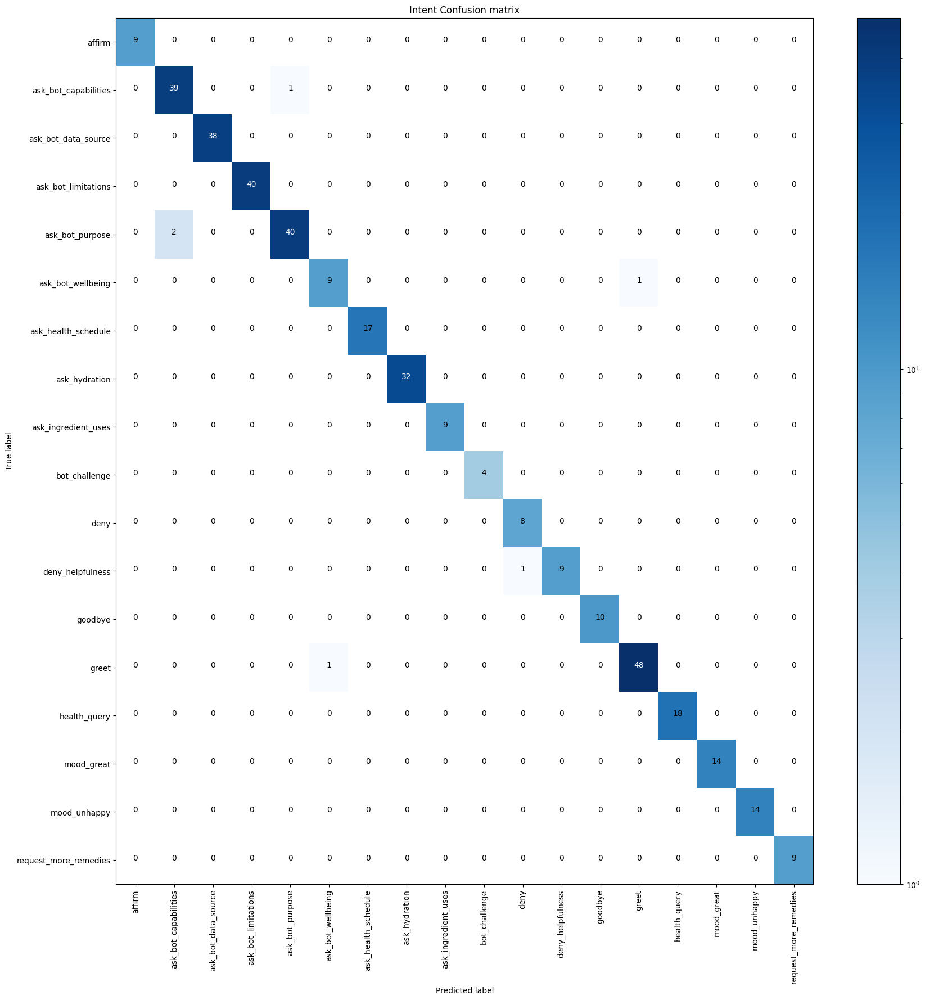 Intent Confusion matrix
affirm 9 0 0 0 0 0 0 0 0 0 0 0 0 0 0 0 0 0
ask_bot_capabilities 0 39 0 0 1 0 0 0 0 0 0 0 0 0 0 0 0 0
ask_bot_data_source 0 0 38 0 0 0 0 0 0 0 0 0 0 0 0 0 0 0
ask_bot_limitations 0 0 0 40 0 0 0 0 0 0 0 0 0 0 0 0 0 0
ask_bot_purpose 0 2 0 0 40 0 0 0 0 0 0 0 0 0 0 0 0 0
ask_bot_wellbeing 0 0 0 0 0 9 0 0 0 0 0 0 0 1 0 0 0 0
ask_health_schedule 0 0 0 0 0 0 17 0 0 0 0 0 0 0 0 0 0 0
ask_hydration 0 0 0 0 0 0 0 32 0 0 0 0 0 0 0 0 0 0
ask_ingredient_uses 0 0 0 0 0 0 0 0 9 0 0 0 0 0 0 0 0 0
bot_challenge 0 0 0 0 0 0 0 0 0 4 0 0 0 0 0 0 0 0
deny 0 0 0 0 0 0 0 0 0 0 8 0 0 0 0 0 0 0
deny_helpfulness 0 0 0 0 0 0 0 0 0 0 1 9 0 0 0 0 0 0
goodbye 0 0 0 0 0 0 0 0 0 0 0 0 10 0 0 0 0 0
greet 0 0 0 0 0 1 0 0 0 0 0 0 0 48 0 0 0 0
health_query 0 0 0 0 0 0 0 0 0 0 0 0 0 0 18 0 0 0
mood_great 0 0 0 0 0 0 0 0 0 0 0 0 0 0 0 14 0 0
mood_unhappy 0 0 0 0 0 0 0 0 0 0 0 0 0 0 0 0 14 0
request_more_remedies 0 0 0 0 0 0 0 0 0 0 0 0 0 0 0 0 0 9
True label
affirm
ask_bot_capabilities
ask_bot_data_source
ask_bot_limitations
ask_bot_purpose
ask_bot_wellbeing
ask_health_schedule
ask_hydration
ask_ingredient_uses
bot_challenge
deny
deny_helpfulness
goodbye
greet
health_query
mood_great
mood_unhappy
request_more_remedies
Predicted label
10¹
10⁰